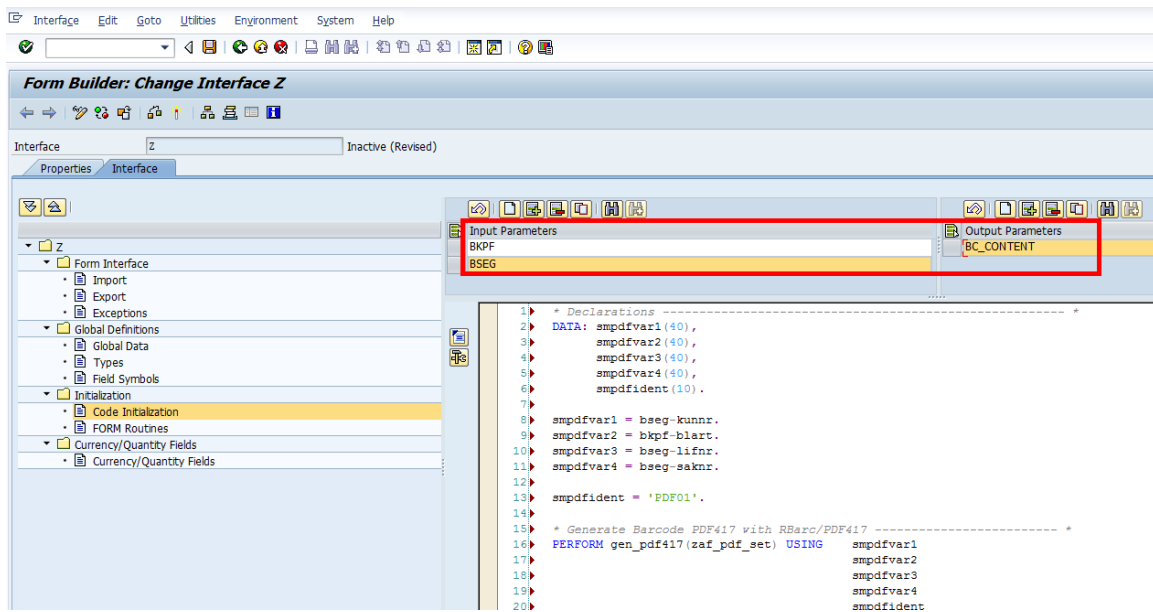 Interface Edit Goto Utilities Environment System Help
Form Builder: Change Interface Z
Interface Z Inactive (Revised)
Properties Interface
Input Parameters
BKPF
BSEG
Output Parameters
BC_CONTENT
Z
Form Interface
Import
Export
Exceptions
Global Definitions
Global Data
Types
Field Symbols
Initialization
Code Initialization
FORM Routines
Currency/Quantity Fields
Currency/Quantity Fields
1 * Declarations ------------------------------------------------------- *
2 DATA: smpdfvar1(40),
3 smpdfvar2(40),
4 smpdfvar3(40),
5 smpdfvar4(40),
6 smpdfident(10).
7
8 smpdfvar1 = bseg-kunnr.
9 smpdfvar2 = bkpf-blart.
10 smpdfvar3 = bseg-lifnr.
11 smpdfvar4 = bseg-saknr.
12
13 smpdfident = 'PDF01'.
14
15 * Generate Barcode PDF417 with RBarc/PDF417 ------------------------- *
16 PERFORM gen_pdf417(zaf_pdf_set) USING smpdfvar1
17 smpdfvar2
18 smpdfvar3
19 smpdfvar4
20 smpdfident